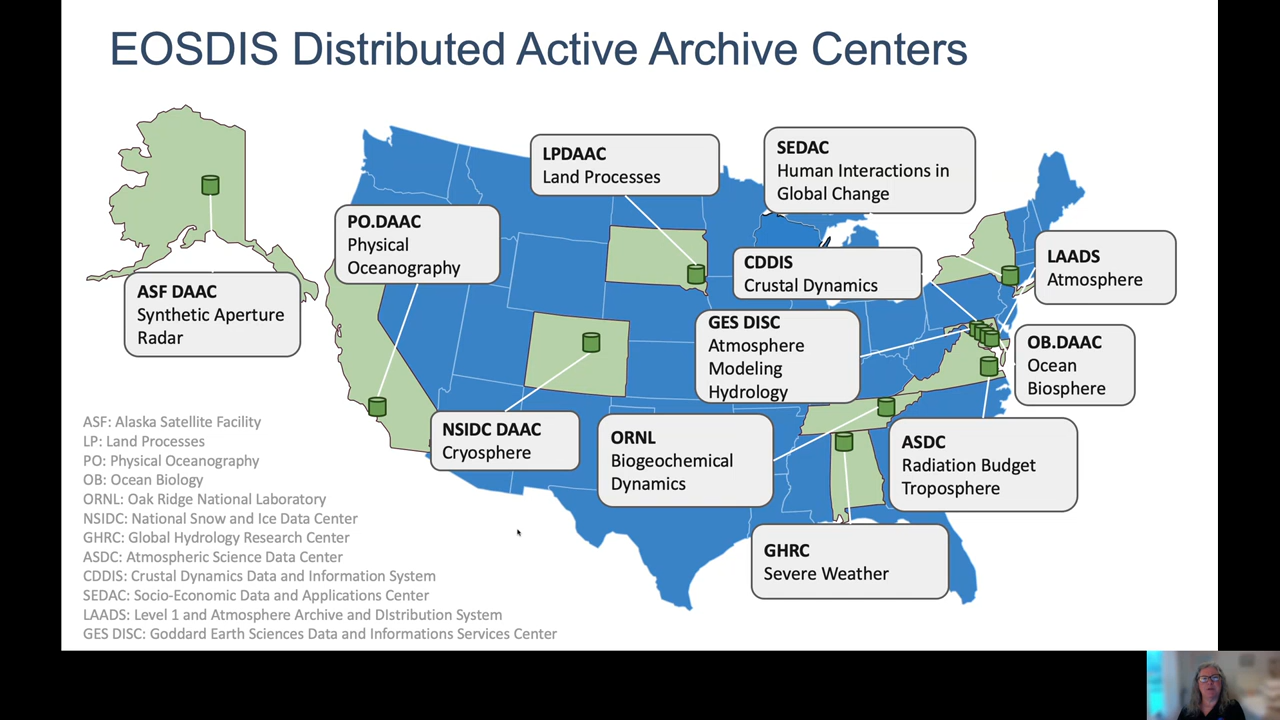 EOSDIS Distributed Active Archive Centers
LPDAAC
Land Processes
SEDAC
Human Interactions in
Global Change
PO.DAAC
Physical
Oceanography
CDDIS
Crustal Dynamics
LAADS
Atmosphere
ASF DAAC
Synthetic Aperture
Radar
GES DISC
Atmosphere
Modeling
Hydrology
OB.DAAC
Ocean
Biosphere
NSIDC DAAC
Cryosphere
ORNL
Biogeochemical
Dynamics
ASDC
Radiation Budget
Troposphere
GHRC
Severe Weather
ASF: Alaska Satellite Facility
LP: Land Processes
PO: Physical Oceanography
OB: Ocean Biology
ORNL: Oak Ridge National Laboratory
NSIDC: National Snow and Ice Data Center
GHRC: Global Hydrology Research Center
ASDC: Atmospheric Science Data Center
CDDIS: Crustal Dynamics Data and Information System
SEDAC: Socio-Economic Data and Applications Center
LAADS: Level 1 and Atmosphere Archive and DIstribution System
GES DISC: Goddard Earth Sciences Data and Informations Services Center